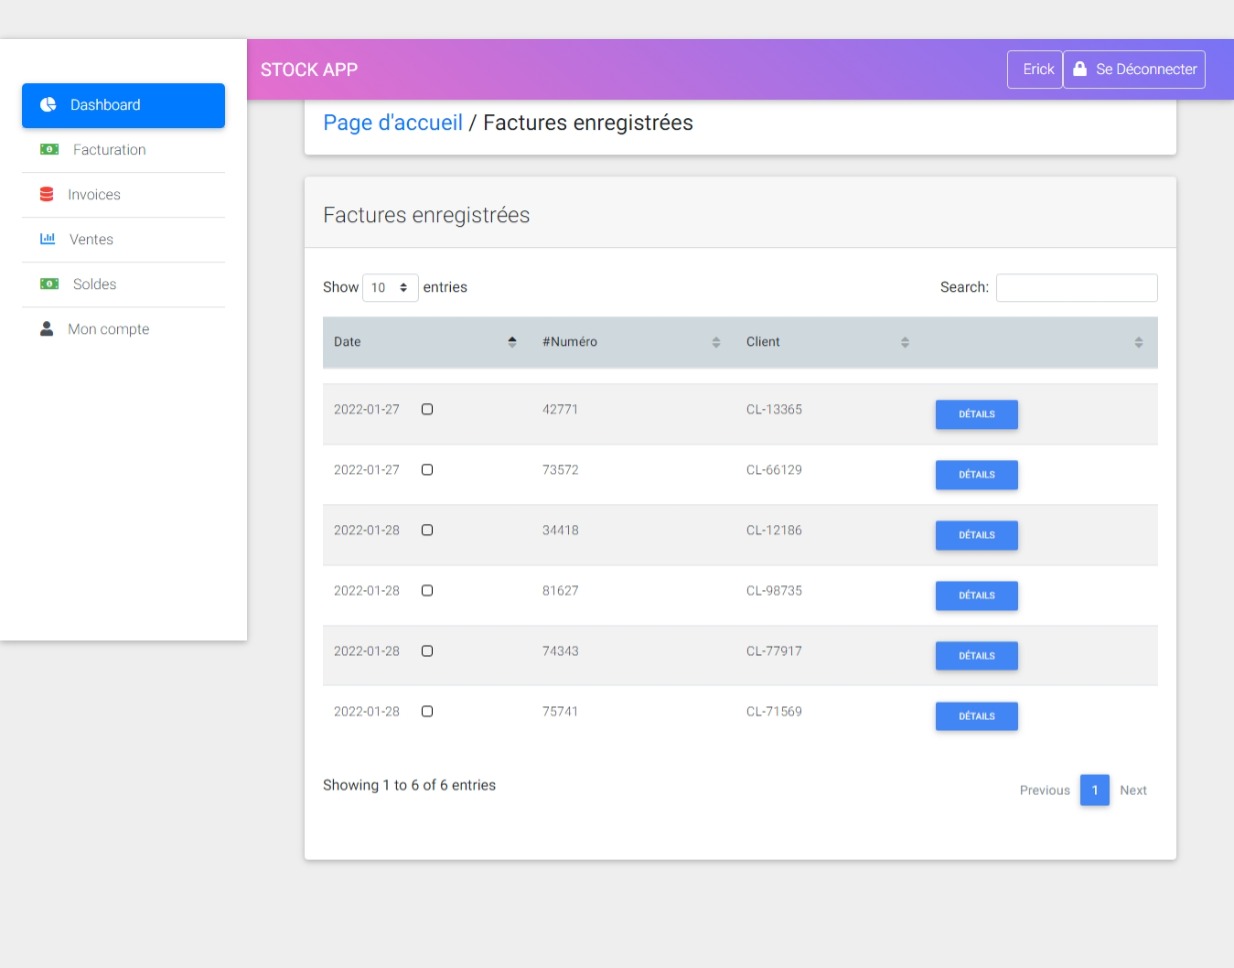 STOCK APP
Erick
Se Déconnecter
Dashboard
Facturation
Invoices
Ventes
Soldes
Mon compte
Page d'accueil / Factures enregistrées
Factures enregistrées
Show 10 entries
Search:
Date #Numéro Client
2022-01-27 42771 CL-13365 DÉTAILS
2022-01-27 73572 CL-66129 DÉTAILS
2022-01-28 34418 CL-12186 DÉTAILS
2022-01-28 81627 CL-98735 DÉTAILS
2022-01-28 74343 CL-77917 DÉTAILS
2022-01-28 75741 CL-71569 DÉTAILS
Showing 1 to 6 of 6 entries
Previous 1 Next